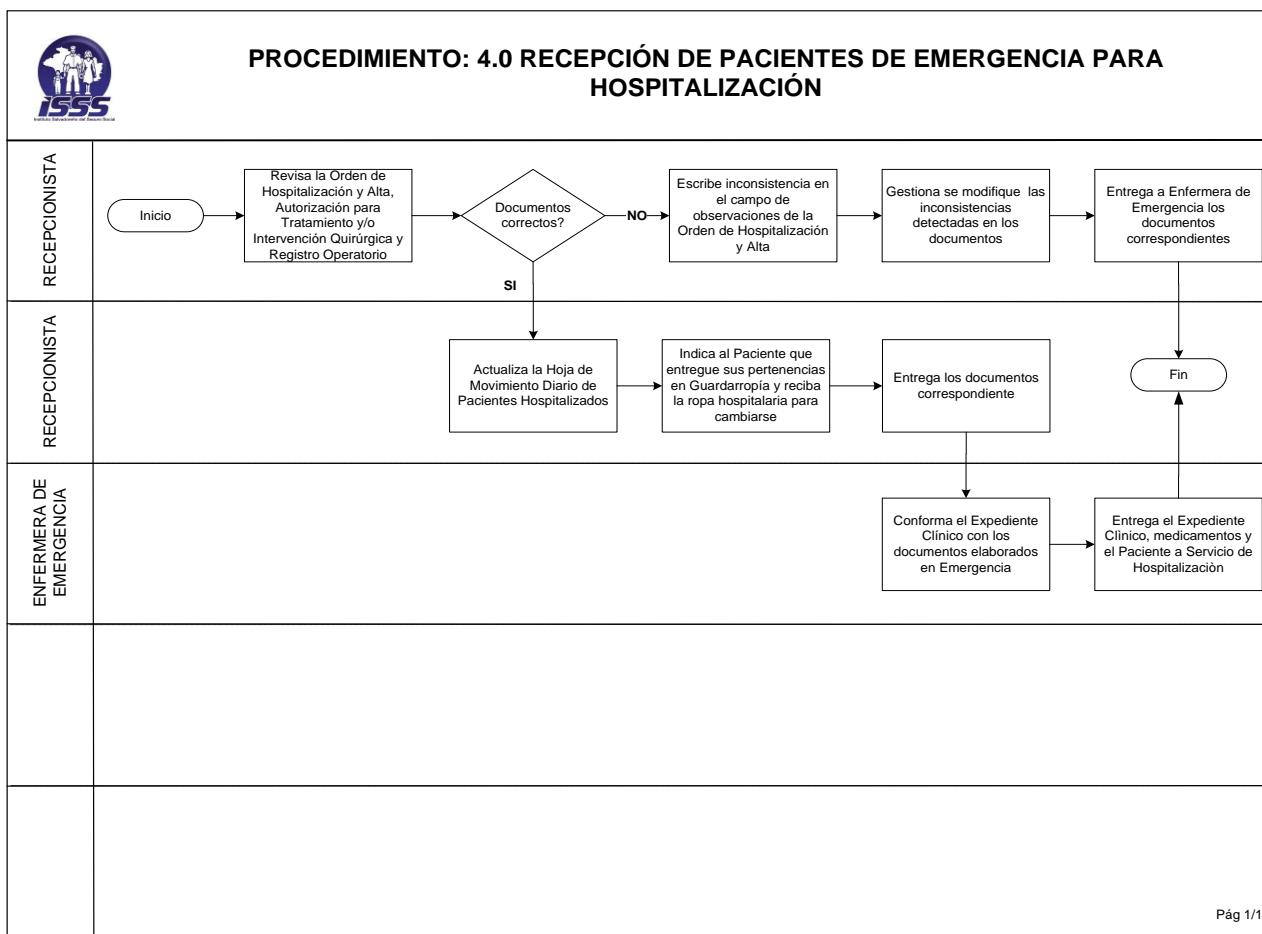 PROCEDIMIENTO: 4.0 RECEPCIÓN DE PACIENTES DE EMERGENCIA PARA
HOSPITALIZACIÓN
ISSS
Instituto Salvadoreño del Seguro Social
RECEPCIONISTA
Inicio
Revisa la Orden de
Hospitalización y Alta,
Autorización para
Tratamiento y/o
Intervención Quirúrgica y
Registro Operatorio
Documentos
correctos?
NO
Escribe inconsistencia en
el campo de
observaciones de la
Orden de Hospitalización
y Alta
Gestiona se modifique las
inconsistencias
detectadas en los
documentos
Entrega a Enfermera de
Emergencia los
documentos
correspondientes
SI
RECEPCIONISTA
Actualiza la Hoja de
Movimiento Diario de
Pacientes Hospitalizados
Indica al Paciente que
entregue sus pertenencias
en Guardarropía y reciba
la ropa hospitalaria para
cambiarse
Entrega los documentos
correspondiente
Fin
ENFERMERA DE
EMERGENCIA
Conforma el Expediente
Clínico con los
documentos elaborados
en Emergencia
Entrega el Expediente
Clìnico, medicamentos y
el Paciente a Servicio de
Hospitalizaciòn
Pág 1/1